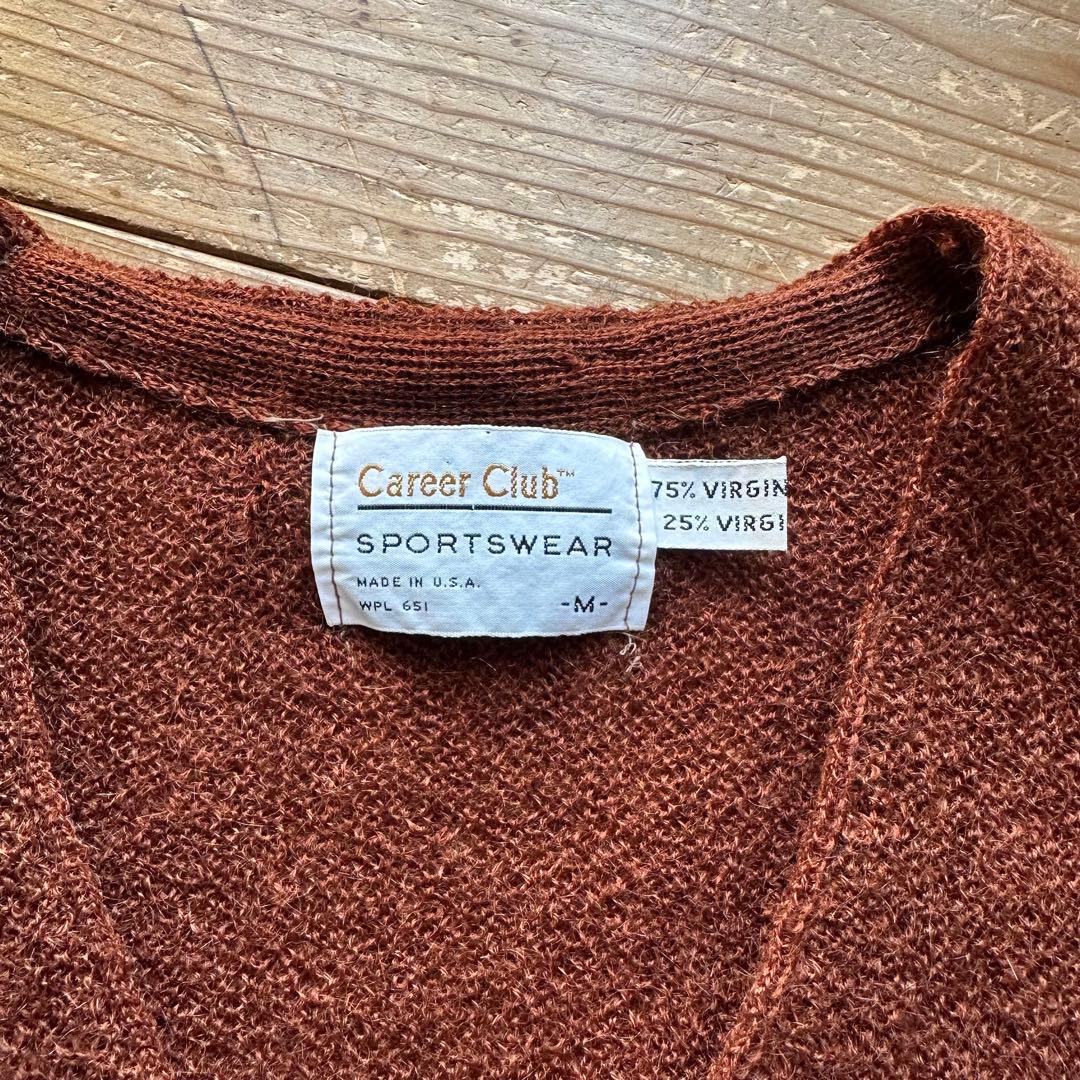 Career Club™
SPORTSWEAR
MADE IN U.S.A.
WPL 651 -M-
75% VIRGIN
25% VIRGI